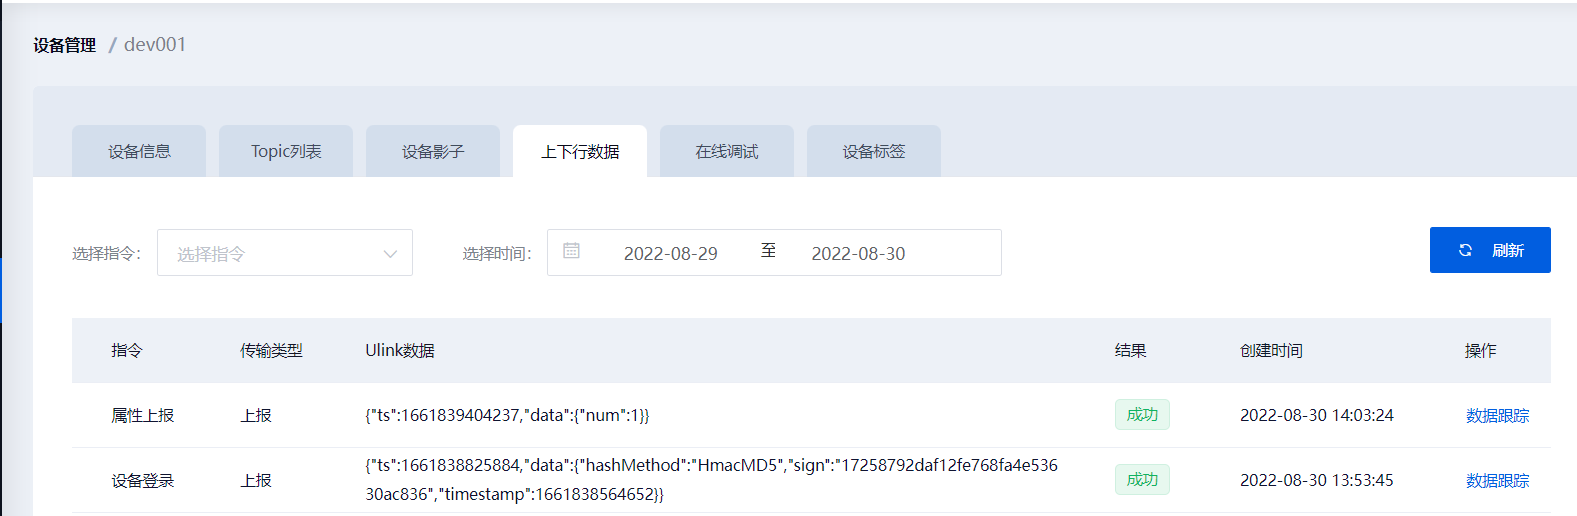 设备管理 / dev001
设备信息 Topic列表 设备影子 上下行数据 在线调试 设备标签
选择指令： 选择指令 选择时间： 2022-08-29 至 2022-08-30 刷新
指令 传输类型 Ulink数据 结果 创建时间 操作
属性上报 上报 {"ts":1661839404237,"data":{"num":1}} 成功 2022-08-30 14:03:24 数据跟踪
设备登录 上报 {"ts":1661838825884,"data":{"hashMethod":"HmacMD5","sign":"17258792daf12fe768fa4e536
30ac836","timestamp":1661838564652}} 成功 2022-08-30 13:53:45 数据跟踪